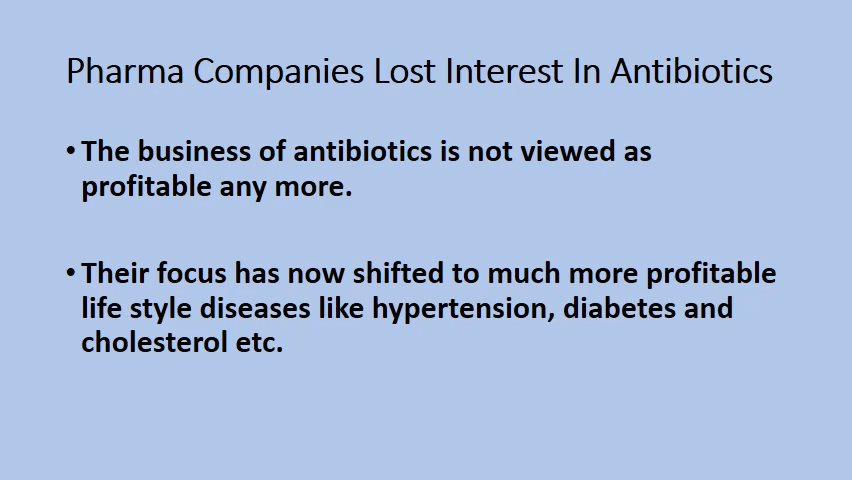 Pharma Companies Lost Interest In Antibiotics
• The business of antibiotics is not viewed as
profitable any more.
• Their focus has now shifted to much more profitable
life style diseases like hypertension, diabetes and
cholesterol etc.